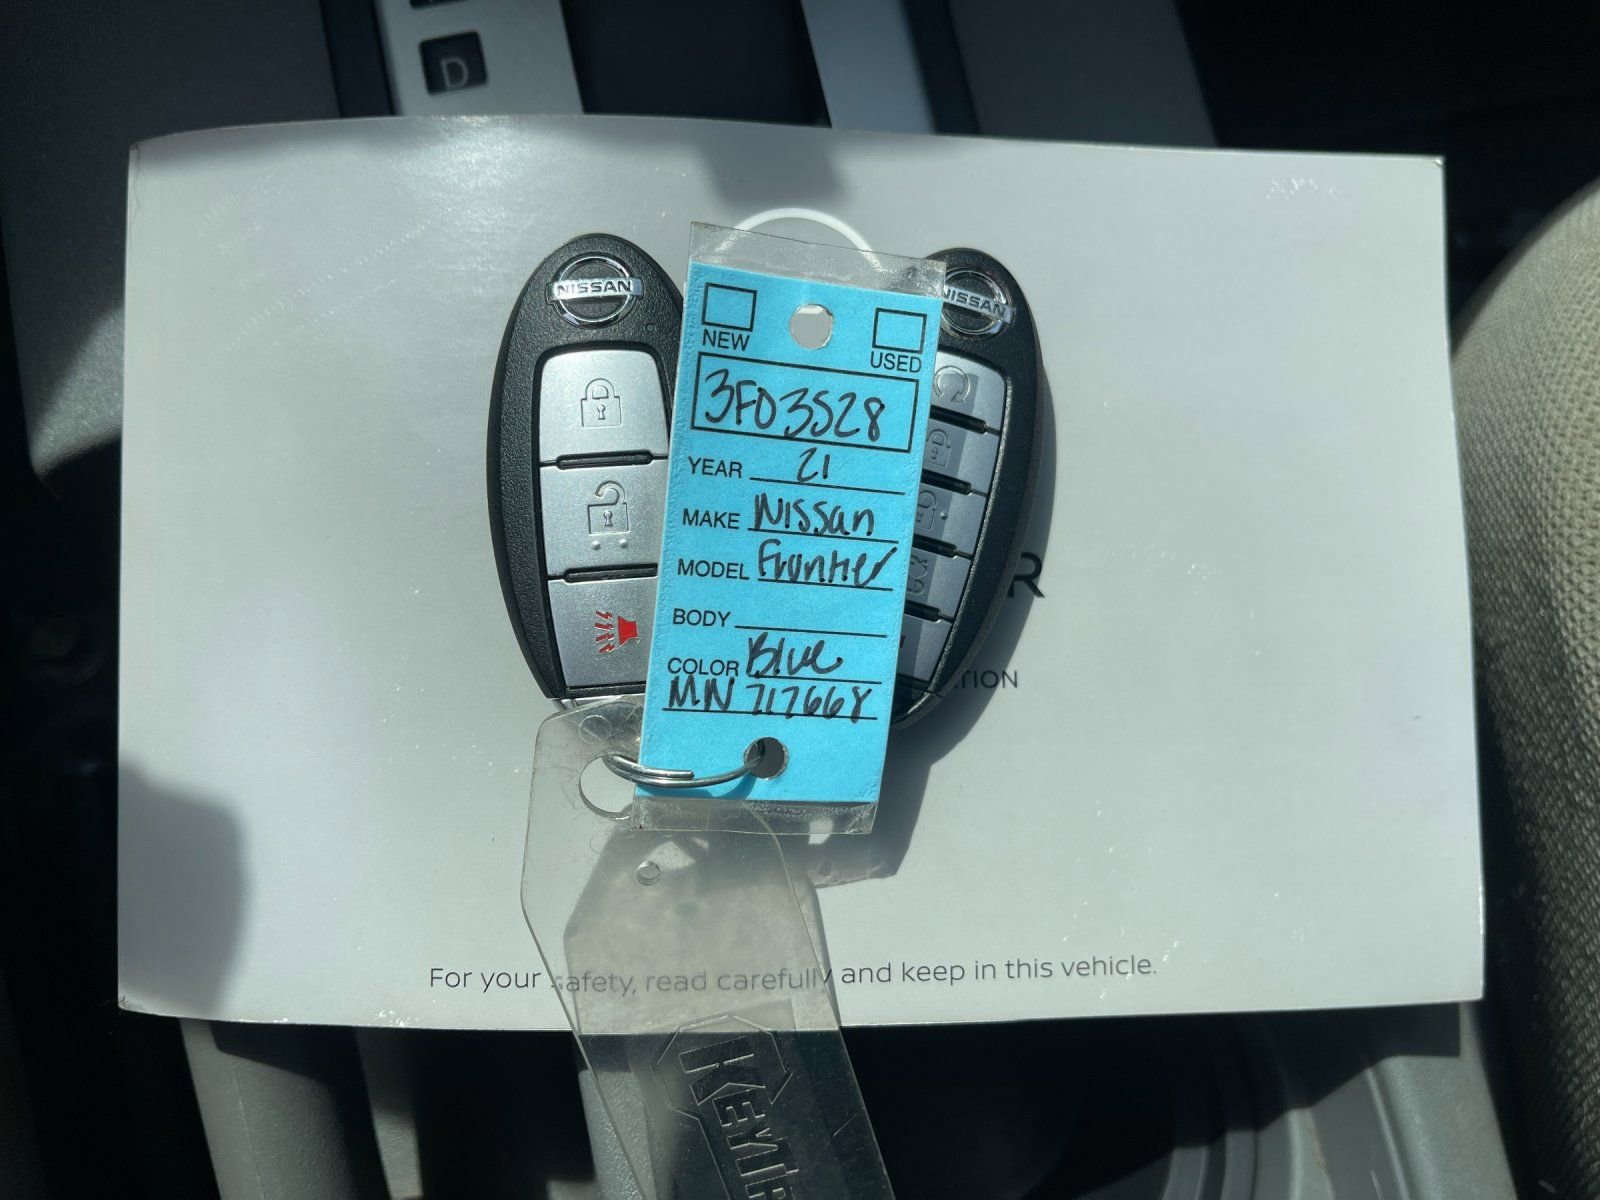 D
NISSAN
NISSAN
NEW
USED
3F03528
YEAR 21
MAKE Nissan
MODEL Frontier
BODY
COLOR Blue
MN 717668
R
TION
For your safety, read carefully and keep in this vehicle.